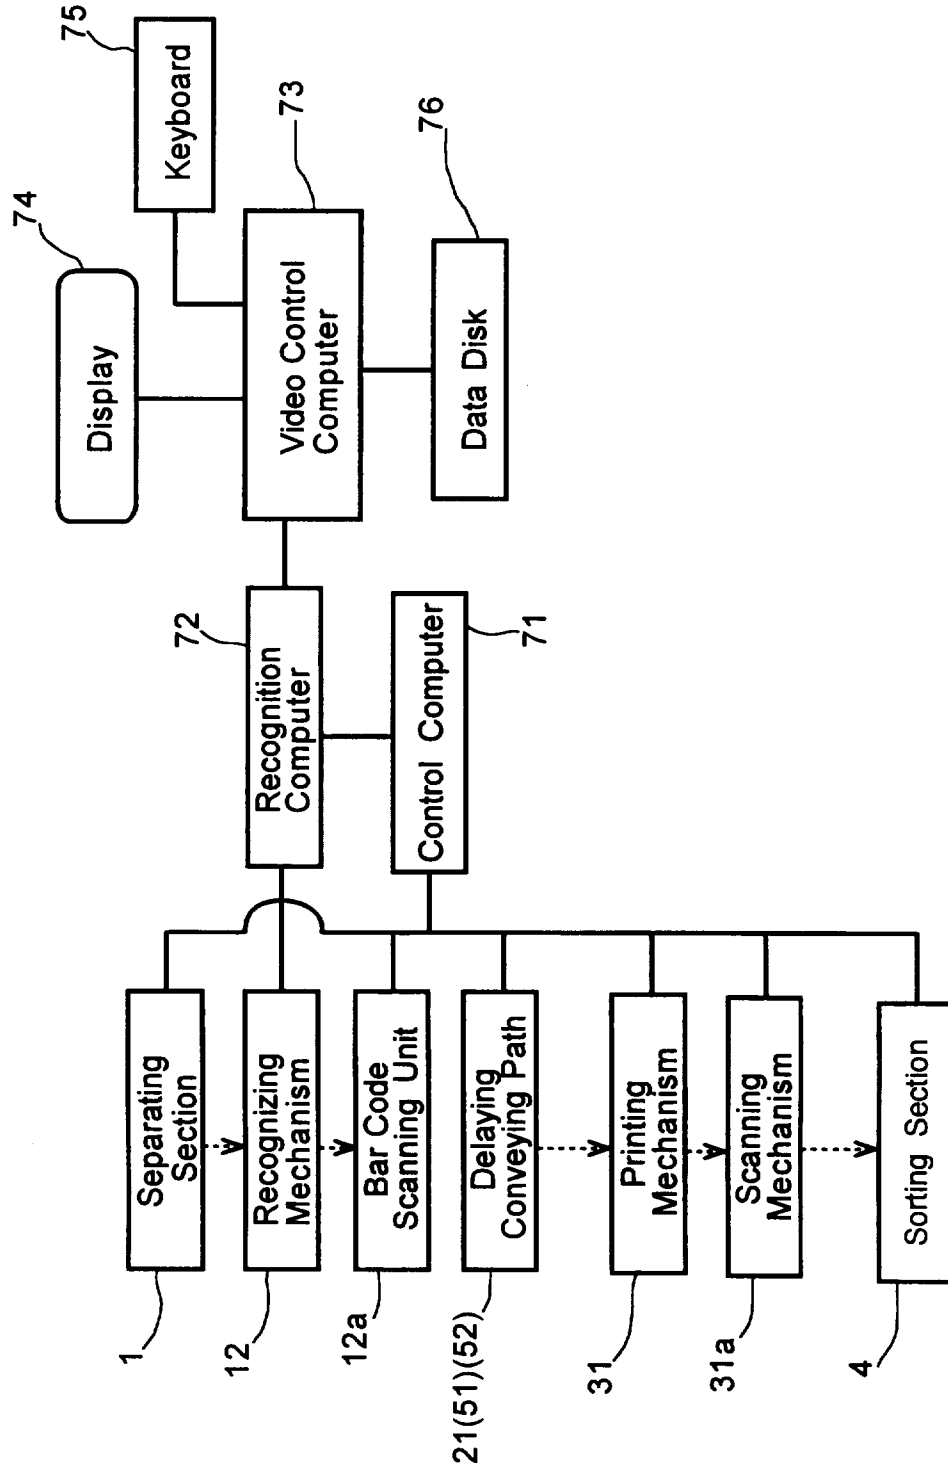 74
Display
75
Keyboard
72
Recognition
Computer
Video Control
Computer
73
Control Computer
71
Data Disk
76
1
Separating
Section
12
Recognizing
Mechanism
12a
Bar Code
Scanning Unit
21(51)(52)
Delaying
Conveying Path
31
Printing
Mechanism
31a
Scanning
Mechanism
4
Sorting Section